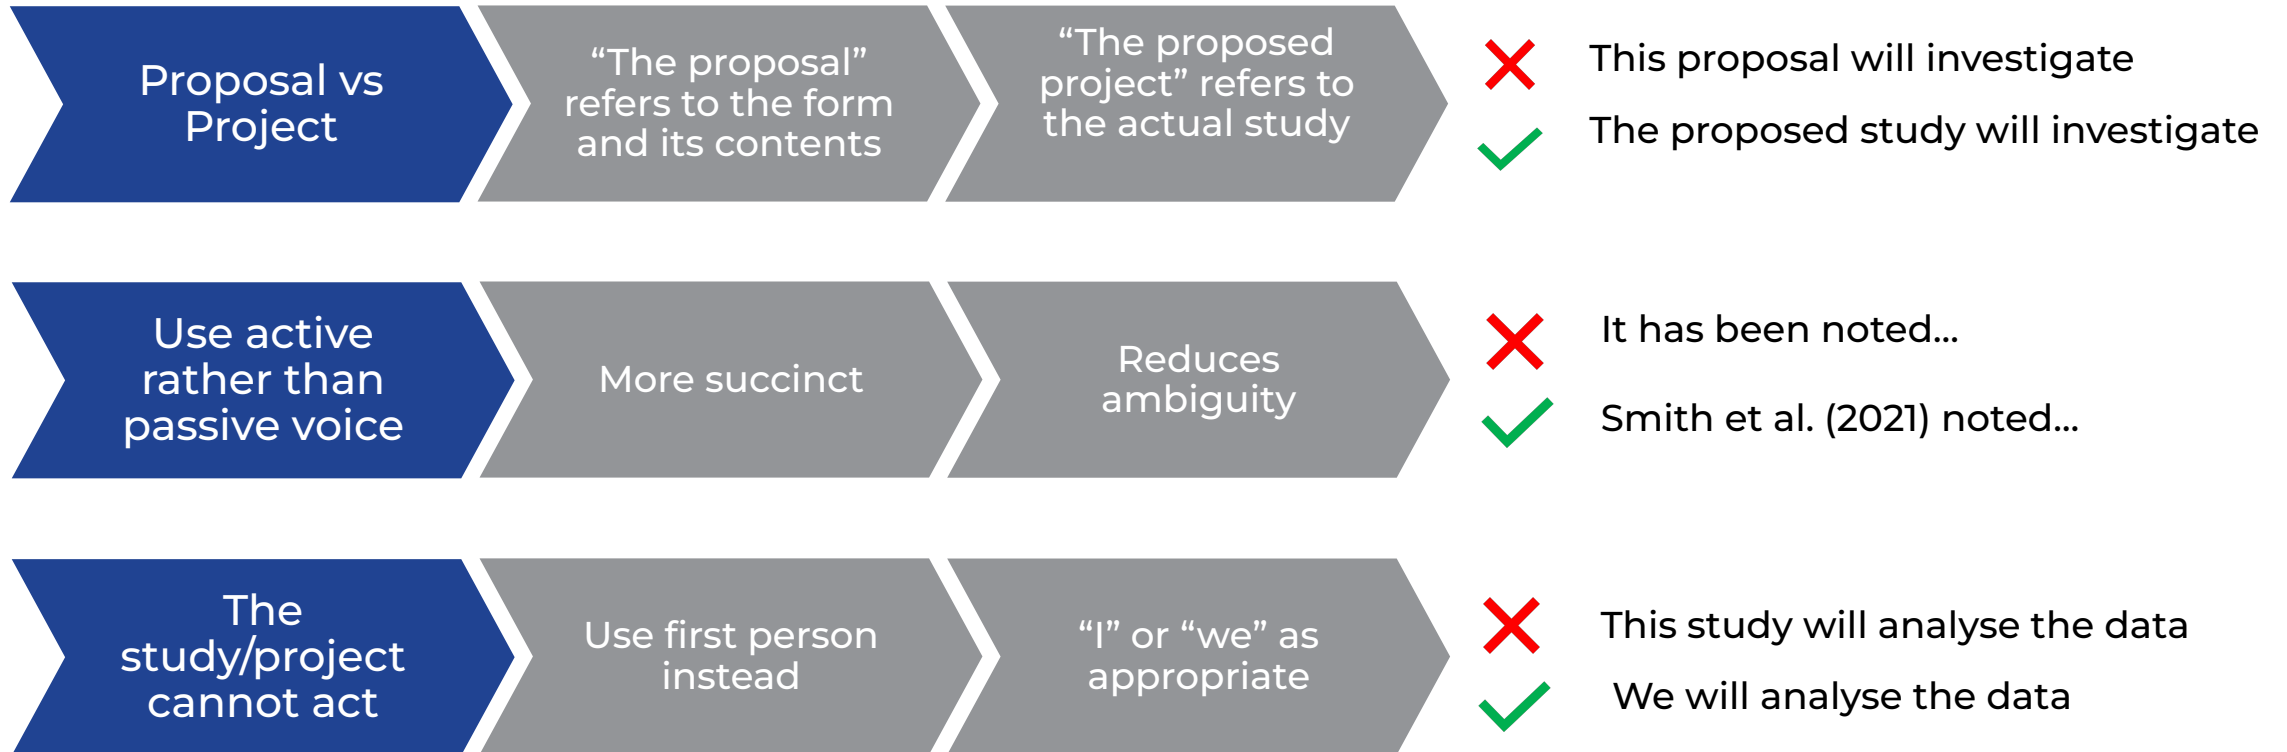 Proposal vs
Project
“The proposal”
refers to the form
and its contents
“The proposed
project” refers to
the actual study
This proposal will investigate
The proposed study will investigate
Use active
rather than
passive voice
More succinct
Reduces
ambiguity
It has been noted...
Smith et al. (2021) noted...
The
study/project
cannot act
Use first person
instead
“I” or “we” as
appropriate
This study will analyse the data
We will analyse the data